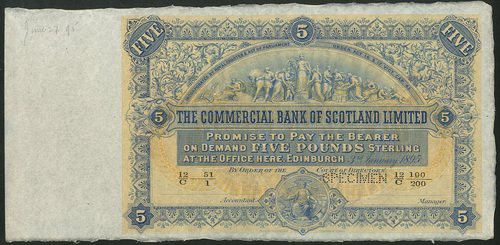 5
FIVE FIVE
THE COMMERCIAL BANK OF SCOTLAND LIMITED
5 5
PROMISE TO PAY THE BEARER
ON DEMAND FIVE POUNDS STERLING
AT THE OFFICE HERE, EDINBURGH
BY ORDER OF THE COURT OF DIRECTORS
12/C 51/1 SPECIMEN 12/C 100/200
Accountant Manager
5 5